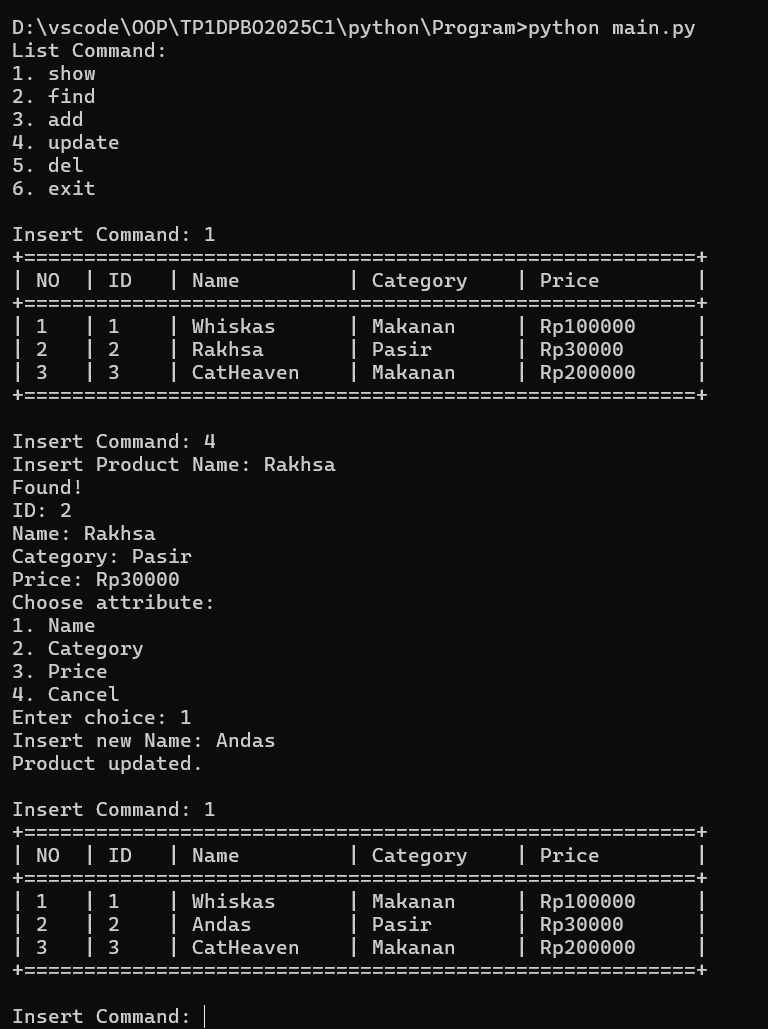 D:\vscode\OOP\TP1DPBO2025C1\python\Program>python main.py
List Command:
1. show
2. find
3. add
4. update
5. del
6. exit

Insert Command: 1
+========================================================+
| NO  | ID   | Name         | Category    | Price        |
+========================================================+
| 1   | 1    | Whiskas      | Makanan     | Rp100000     |
| 2   | 2    | Rakhsa       | Pasir       | Rp30000      |
| 3   | 3    | CatHeaven    | Makanan     | Rp200000     |
+========================================================+

Insert Command: 4
Insert Product Name: Rakhsa
Found!
ID: 2
Name: Rakhsa
Category: Pasir
Price: Rp30000
Choose attribute:
1. Name
2. Category
3. Price
4. Cancel
Enter choice: 1
Insert new Name: Andas
Product updated.

Insert Command: 1
+========================================================+
| NO  | ID   | Name         | Category    | Price        |
+========================================================+
| 1   | 1    | Whiskas      | Makanan     | Rp100000     |
| 2   | 2    | Andas        | Pasir       | Rp30000      |
| 3   | 3    | CatHeaven    | Makanan     | Rp200000     |
+========================================================+

Insert Command: